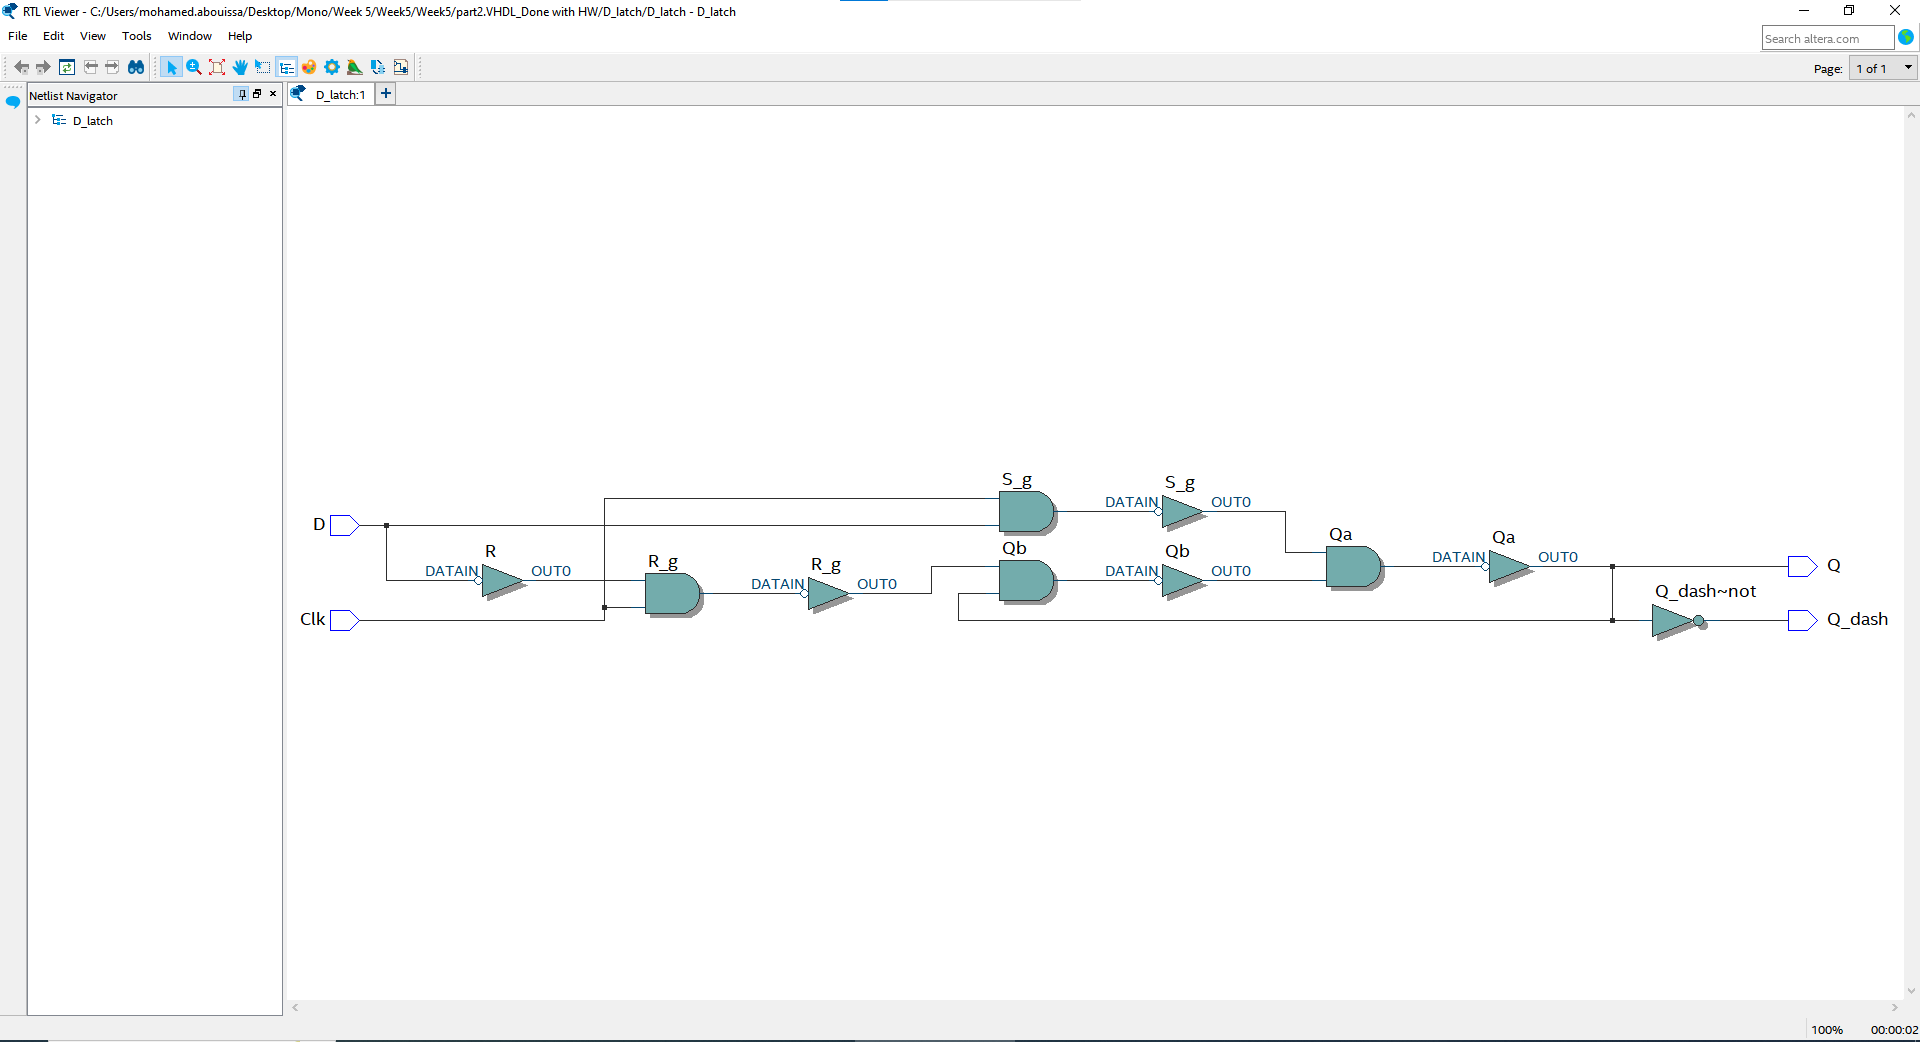 RTL Viewer - C:/Users/mohamed.abouissa/Desktop/Mono/Week 5/Week5/Week5/part2.VHDL_Done with HW/D_latch/D_latch - D_latch
File Edit View Tools Window Help
Search altera.com
Page: 1 of 1
Netlist Navigator
D_latch:1
D_latch
S_g
S_g
DATAIN OUT0
D
Qa
Qa
Qb
Qb
R
DATAIN OUT0
R_g
R_g
DATAIN OUT0
DATAIN OUT0
DATAIN OUT0
Q
Q_dash~not
Clk
Q_dash
100% 00:00:02